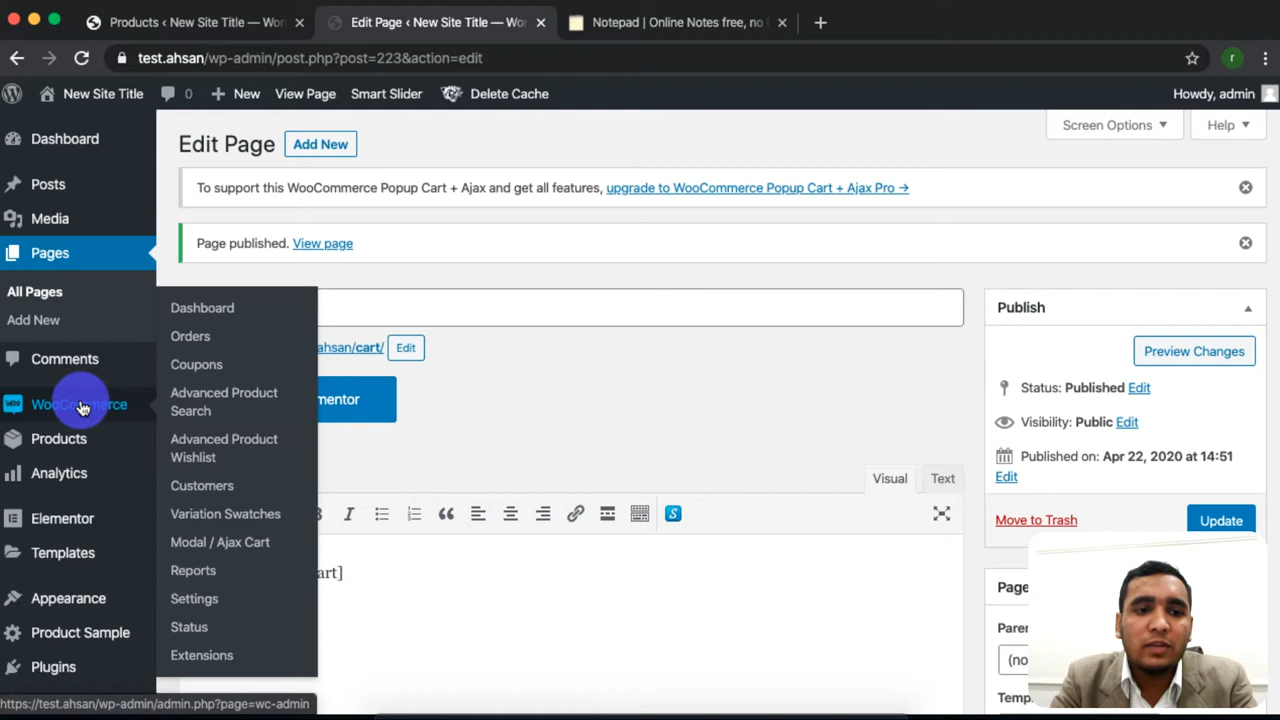 Products ‹ New Site Title — Wor
Edit Page ‹ New Site Title — Wo
Notepad | Online Notes free, no
test.ahsan/wp-admin/post.php?post=223&action=edit
r
New Site Title
0
New
View Page
Smart Slider
Delete Cache
Howdy, admin
Dashboard
Posts
Media
Pages
All Pages
Add New
Comments
WooCommerce
Products
Analytics
Elementor
Templates
Appearance
Product Sample
Plugins
Dashboard
Orders
Coupons
Advanced Product
Search
Advanced Product
Wishlist
Customers
Variation Swatches
Modal / Ajax Cart
Reports
Settings
Status
Extensions
Screen Options
Help
Edit Page
Add New
To support this WooCommerce Popup Cart + Ajax and get all features, upgrade to WooCommerce Popup Cart + Ajax Pro →
Page published. View page
ahsan/cart/
Edit
mentor
Visual
Text
art]
Publish
Preview Changes
Status: Published Edit
Visibility: Public Edit
Published on: Apr 22, 2020 at 14:51
Edit
Move to Trash
Update
Page
Paren
(no
Temp
https://test.ahsan/wp-admin/admin.php?page=wc-admin